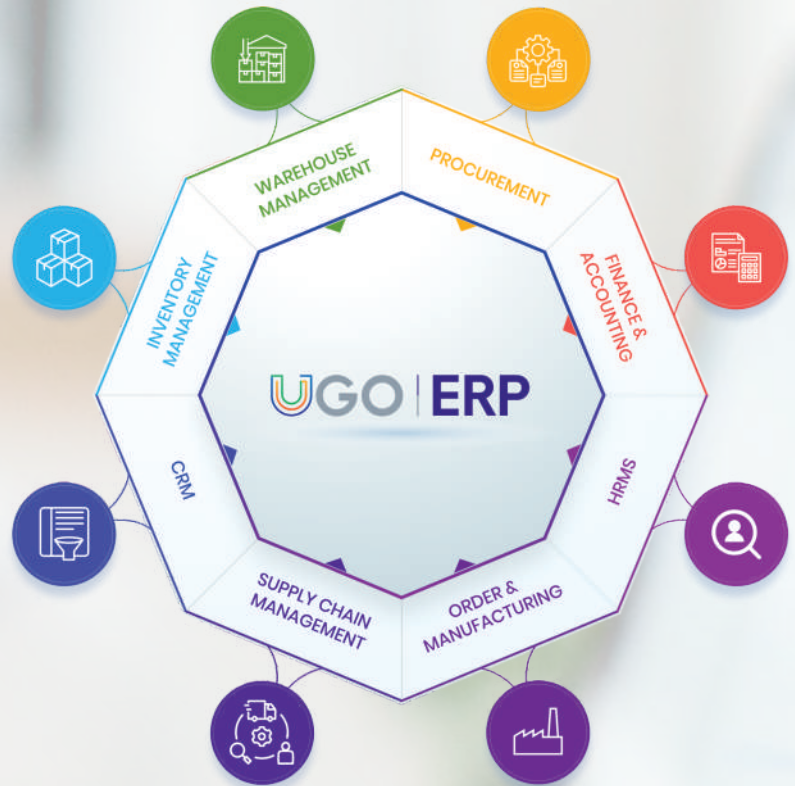 WAREHOUSE
MANAGEMENT
PROCUREMENT
FINANCE &
ACCOUNTING
HRMS
ORDER &
MANUFACTURING
SUPPLY CHAIN
MANAGEMENT
CRM
INVENTORY
MANAGEMENT
UGO | ERP